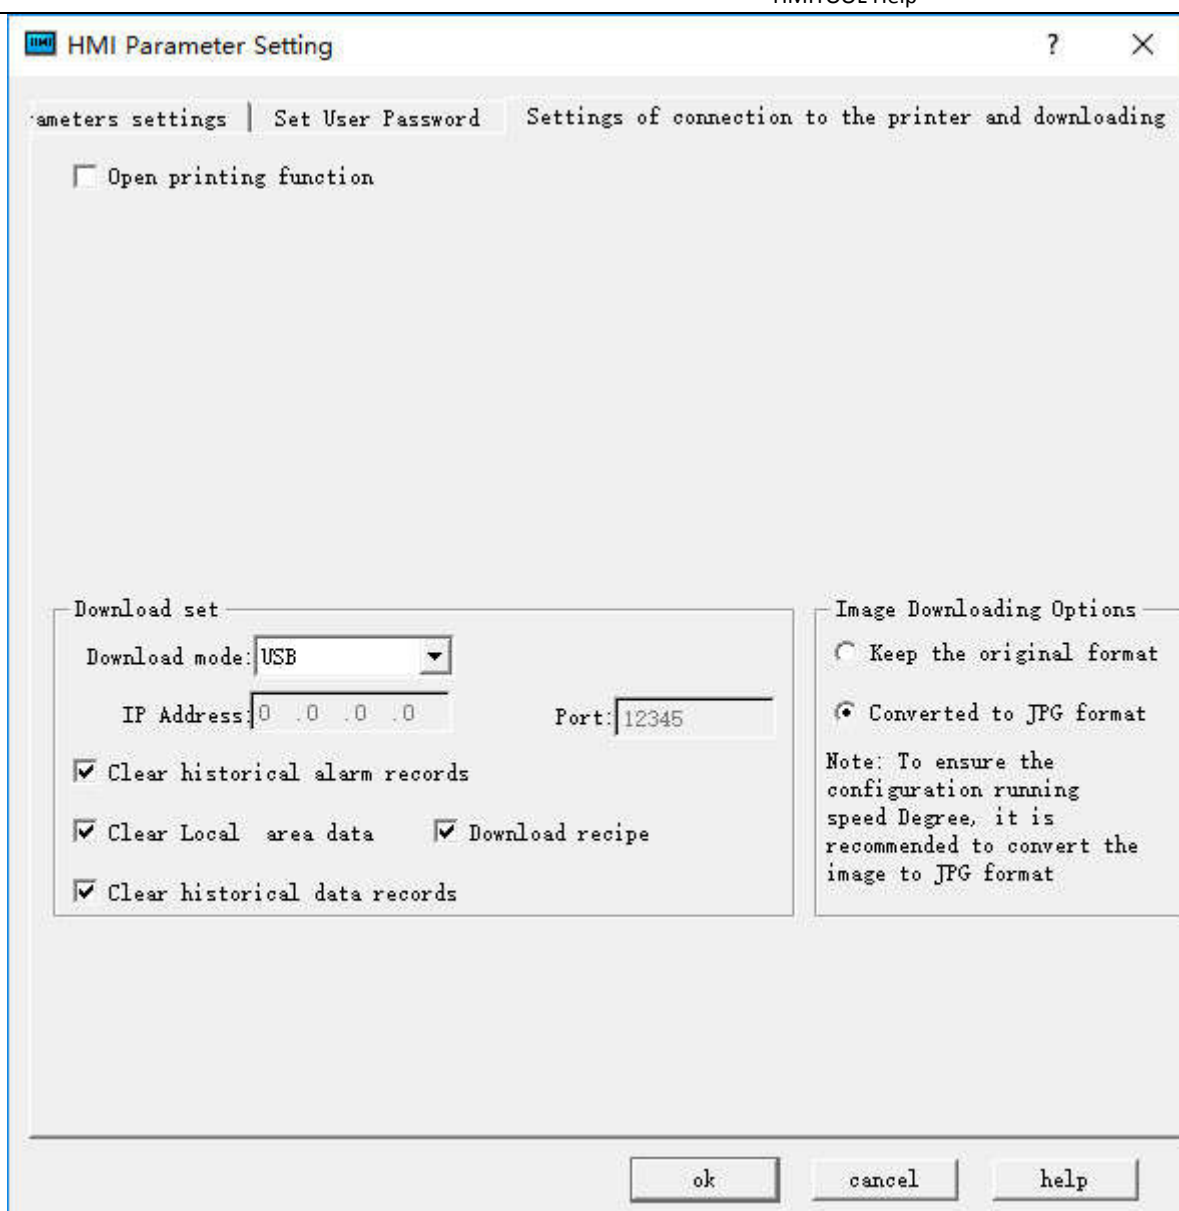 HMITOOL Help
HMI Parameter Setting ?
ameters settings Set User Password Settings of connection to the printer and downloading
Open printing function
Download set
Download mode: USB
IP Address: 0 .0 .0 .0 Port: 12345
Clear historical alarm records
Clear Local area data Download recipe
Clear historical data records
Image Downloading Options
Keep the original format
Converted to JPG format
Note: To ensure the
configuration running
speed Degree, it is
recommended to convert the
image to JPG format
ok cancel help